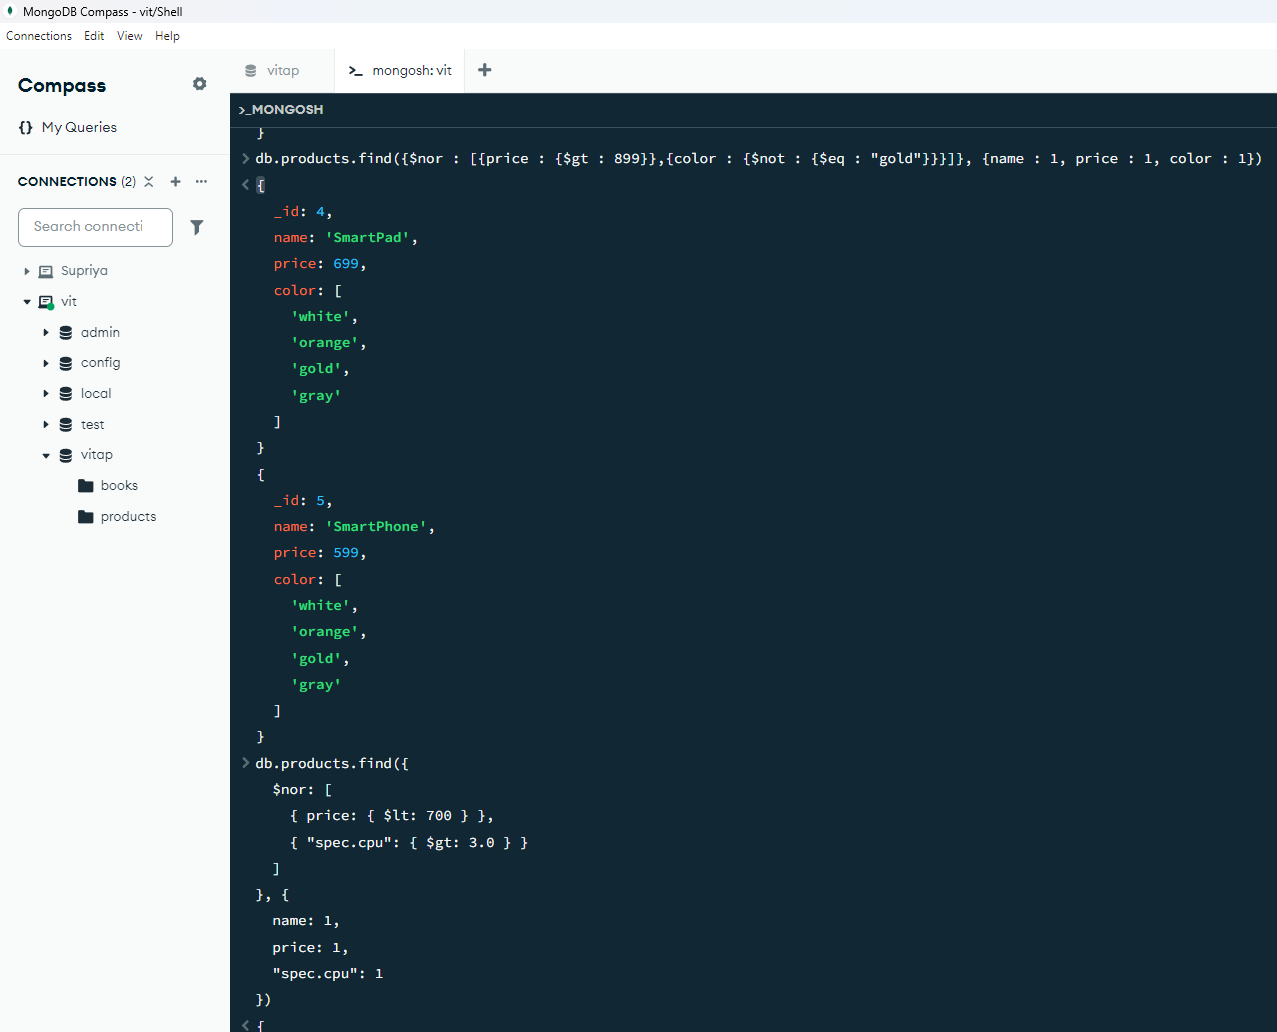 MongoDB Compass - vit/Shell
Connections Edit View Help
Compass
My Queries
CONNECTIONS (2)
Search connecti
Supriya
vit
admin
config
local
test
vitap
books
products
vitap
>_ mongosh: vit
>_MONGOSH
}
> db.products.find({$nor : [{price : {$gt : 899}},{color : {$not : {$eq : "gold"}}}]}, {name : 1, price : 1, color : 1})
< {
_id: 4,
name: 'SmartPad',
price: 699,
color: [
'white',
'orange',
'gold',
'gray'
]
}
{
_id: 5,
name: 'SmartPhone',
price: 599,
color: [
'white',
'orange',
'gold',
'gray'
]
}
> db.products.find({
$nor: [
{ price: { $lt: 700 } },
{ "spec.cpu": { $gt: 3.0 } }
]
}, {
name: 1,
price: 1,
"spec.cpu": 1
})
< {